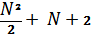 N²/2 + N + 2